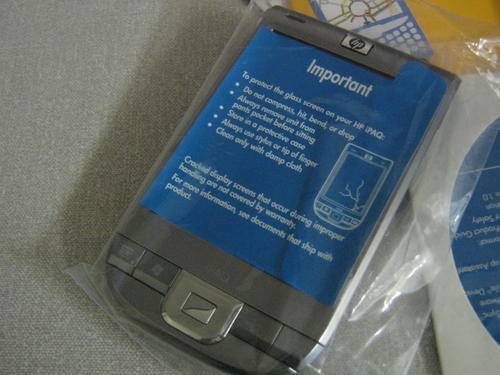 hp
Important
To protect the glass screen on your HP iPAQ:
• Do not compress, hit, bend, or drop
• Always remove unit from
pants pocket before sitting
• Store in a protective case
• Always use stylus or tip of finger
• Clean only with damp cloth
Cracked display screens that occur during improper
handling are not covered by warranty.
For more information, see documents that ship with
product.